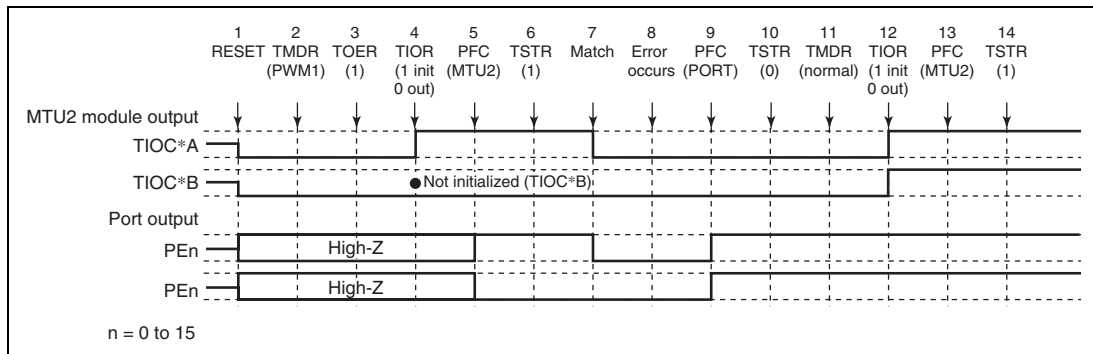 1 2 3 4 5 6 7 8 9 10 11 12 13 14
RESET TMDR TOER TIOR PFC TSTR Match Error PFC TSTR TMDR TIOR PFC TSTR
(PWM1) (1) (1 init (MTU2) (1) occurs (PORT) (0) (normal) (1 init (MTU2) (1)
0 out) 0 out)
MTU2 module output
TIOC*A
TIOC*B
Not initialized (TIOC*B)
Port output
PEn
High-Z
PEn
High-Z
n = 0 to 15